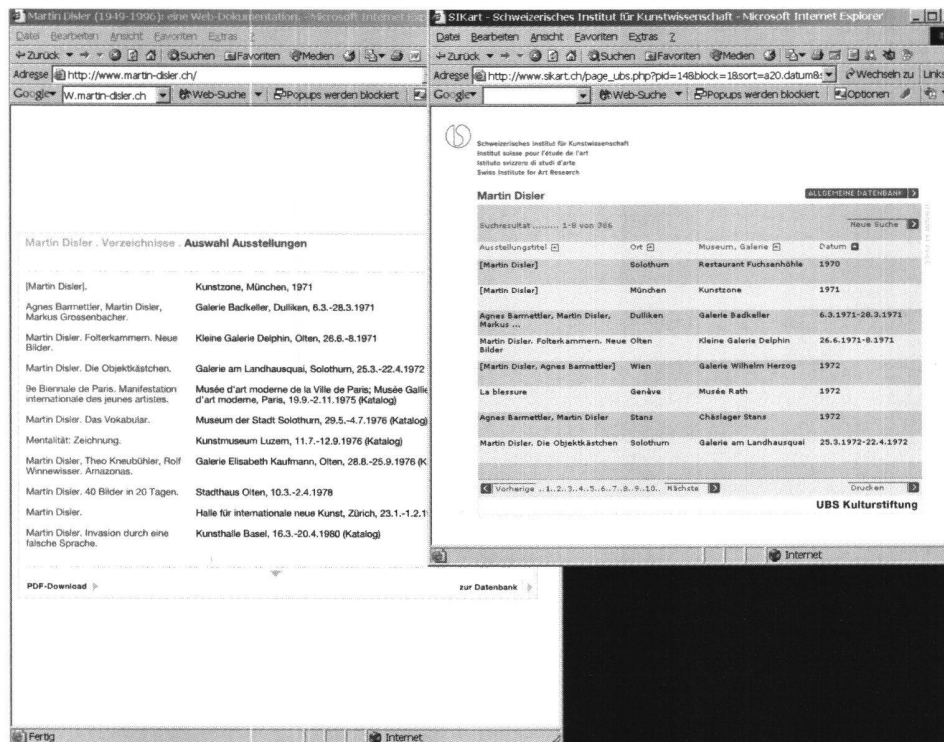 Martin Disler (1949-1996): eine Web-Dokumentation. - Microsoft Internet
Datei Bearbeiten Ansicht Favoriten Extras ?
Zurück Suchen Favoriten Medien
Adresse http://www.martin-disler.ch/
Google W.martin-disler.ch Web-Suche Popups werden blockiert
Martin Disler . Verzeichnisse . Auswahl Ausstellungen
[Martin Disler]. Kunstzone, München, 1971
Agnes Barmettler, Martin Disler, Galerie Badkeller, Dulliken, 6.3.-28.3.1971
Markus Grossenbacher.
Martin Disler. Folterkammern. Neue Kleine Galerie Delphin, Olten, 26.6.-8.1971
Bilder.
Martin Disler. Die Objektkästchen. Galerie am Landhausquai, Solothurn, 25.3.-22.4.1972
9e Biennale de Paris. Manifestation Musée d'art moderne de la Ville de Paris; Musée Gallie
internationale des jeunes artistes. d'art moderne, Paris, 19.9.-2.11.1975 (Katalog)
Martin Disler. Das Vokabular. Museum der Stadt Solothurn, 29.5.-4.7.1976 (Katalog)
Mentalität: Zeichnung. Kunstmuseum Luzern, 11.7.-12.9.1976 (Katalog)
Martin Disler, Theo Kneubühler, Rolf Galerie Elisabeth Kaufmann, Olten, 28.8.-25.9.1976 (K
Winnewisser. Amazonas.
Martin Disler. 40 Bilder in 20 Tagen. Stadthaus Olten, 10.3.-2.4.1978
Martin Disler. Halle für internationale neue Kunst, Zürich, 23.1.-1.2.1
Martin Disler. Invasion durch eine Kunsthalle Basel, 16.3.-20.4.1980 (Katalog)
falsche Sprache.
PDF-Download zur Datenbank
Fertig Internet
SIKart - Schweizerisches Institut für Kunstwissenschaft - Microsoft Internet Explorer
Datei Bearbeiten Ansicht Favoriten Extras ?
Zurück Suchen Favoriten Medien
Adresse http://www.sikart.ch/page_ubs.php?pid=14&block=1&sort=a20.datum& Wechseln zu Links
Google Web-Suche Popups werden blockiert Optionen
Schweizerisches Institut für Kunstwissenschaft
Institut suisse pour l'étude de l'art
Istituto svizzero di studi d'arte
Swiss Institute for Art Research
Martin Disler ALLGEMEINE DATENBANK
Suchresultat ......... 1-8 von 386 Neue Suche
Ausstellungstitel Ort Museum, Galerie Datum
[Martin Disler] Solothurn Restaurant Fuchsenhöhle 1970
[Martin Disler] München Kunstzone 1971
Agnes Barmettler, Martin Disler, Dulliken Galerie Badkeller 6.3.1971-28.3.1971
Markus ...
Martin Disler. Folterkammern. Neue Olten Kleine Galerie Delphin 26.6.1971-8.1971
Bilder
[Martin Disler, Agnes Barmettler] Wien Galerie Wilhelm Herzog 1972
La blessure Genève Musée Rath 1972
Agnes Barmettler, Martin Disler Stans Chäslager Stans 1972
Martin Disler. Die Objektkästchen Solothurn Galerie am Landhausquai 25.3.1972-22.4.1972
Vorherige ..1..2..3..4..5..6..7..8..9..10.. Nächste Drucken
UBS Kulturstiftung
Internet